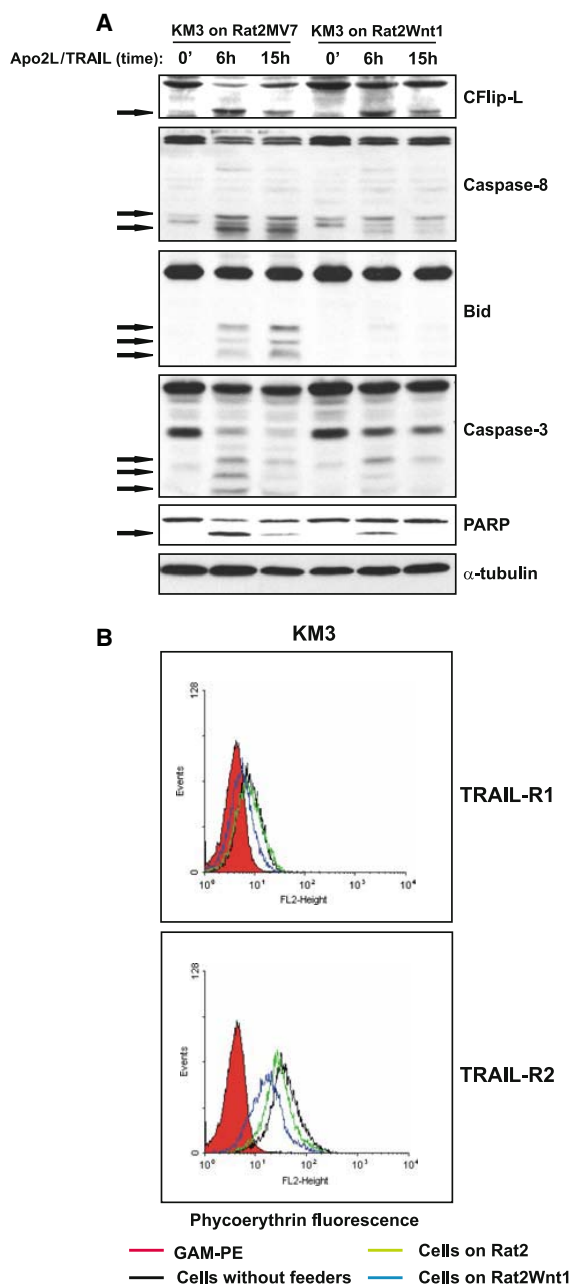 A
KM3 on Rat2MV7 KM3 on Rat2Wnt1
Apo2L/TRAIL (time): 0' 6h 15h 0' 6h 15h
CFlip-L
Caspase-8
Bid
Caspase-3
PARP
α-tubulin
B
KM3
128
Events
0
10⁰ 10¹ 10² 10³ 10⁴
FL2-Height
TRAIL-R1
128
Events
0
10⁰ 10¹ 10² 10³ 10⁴
FL2-Height
TRAIL-R2
Phycoerythrin fluorescence
GAM-PE Cells on Rat2
Cells without feeders Cells on Rat2Wnt1